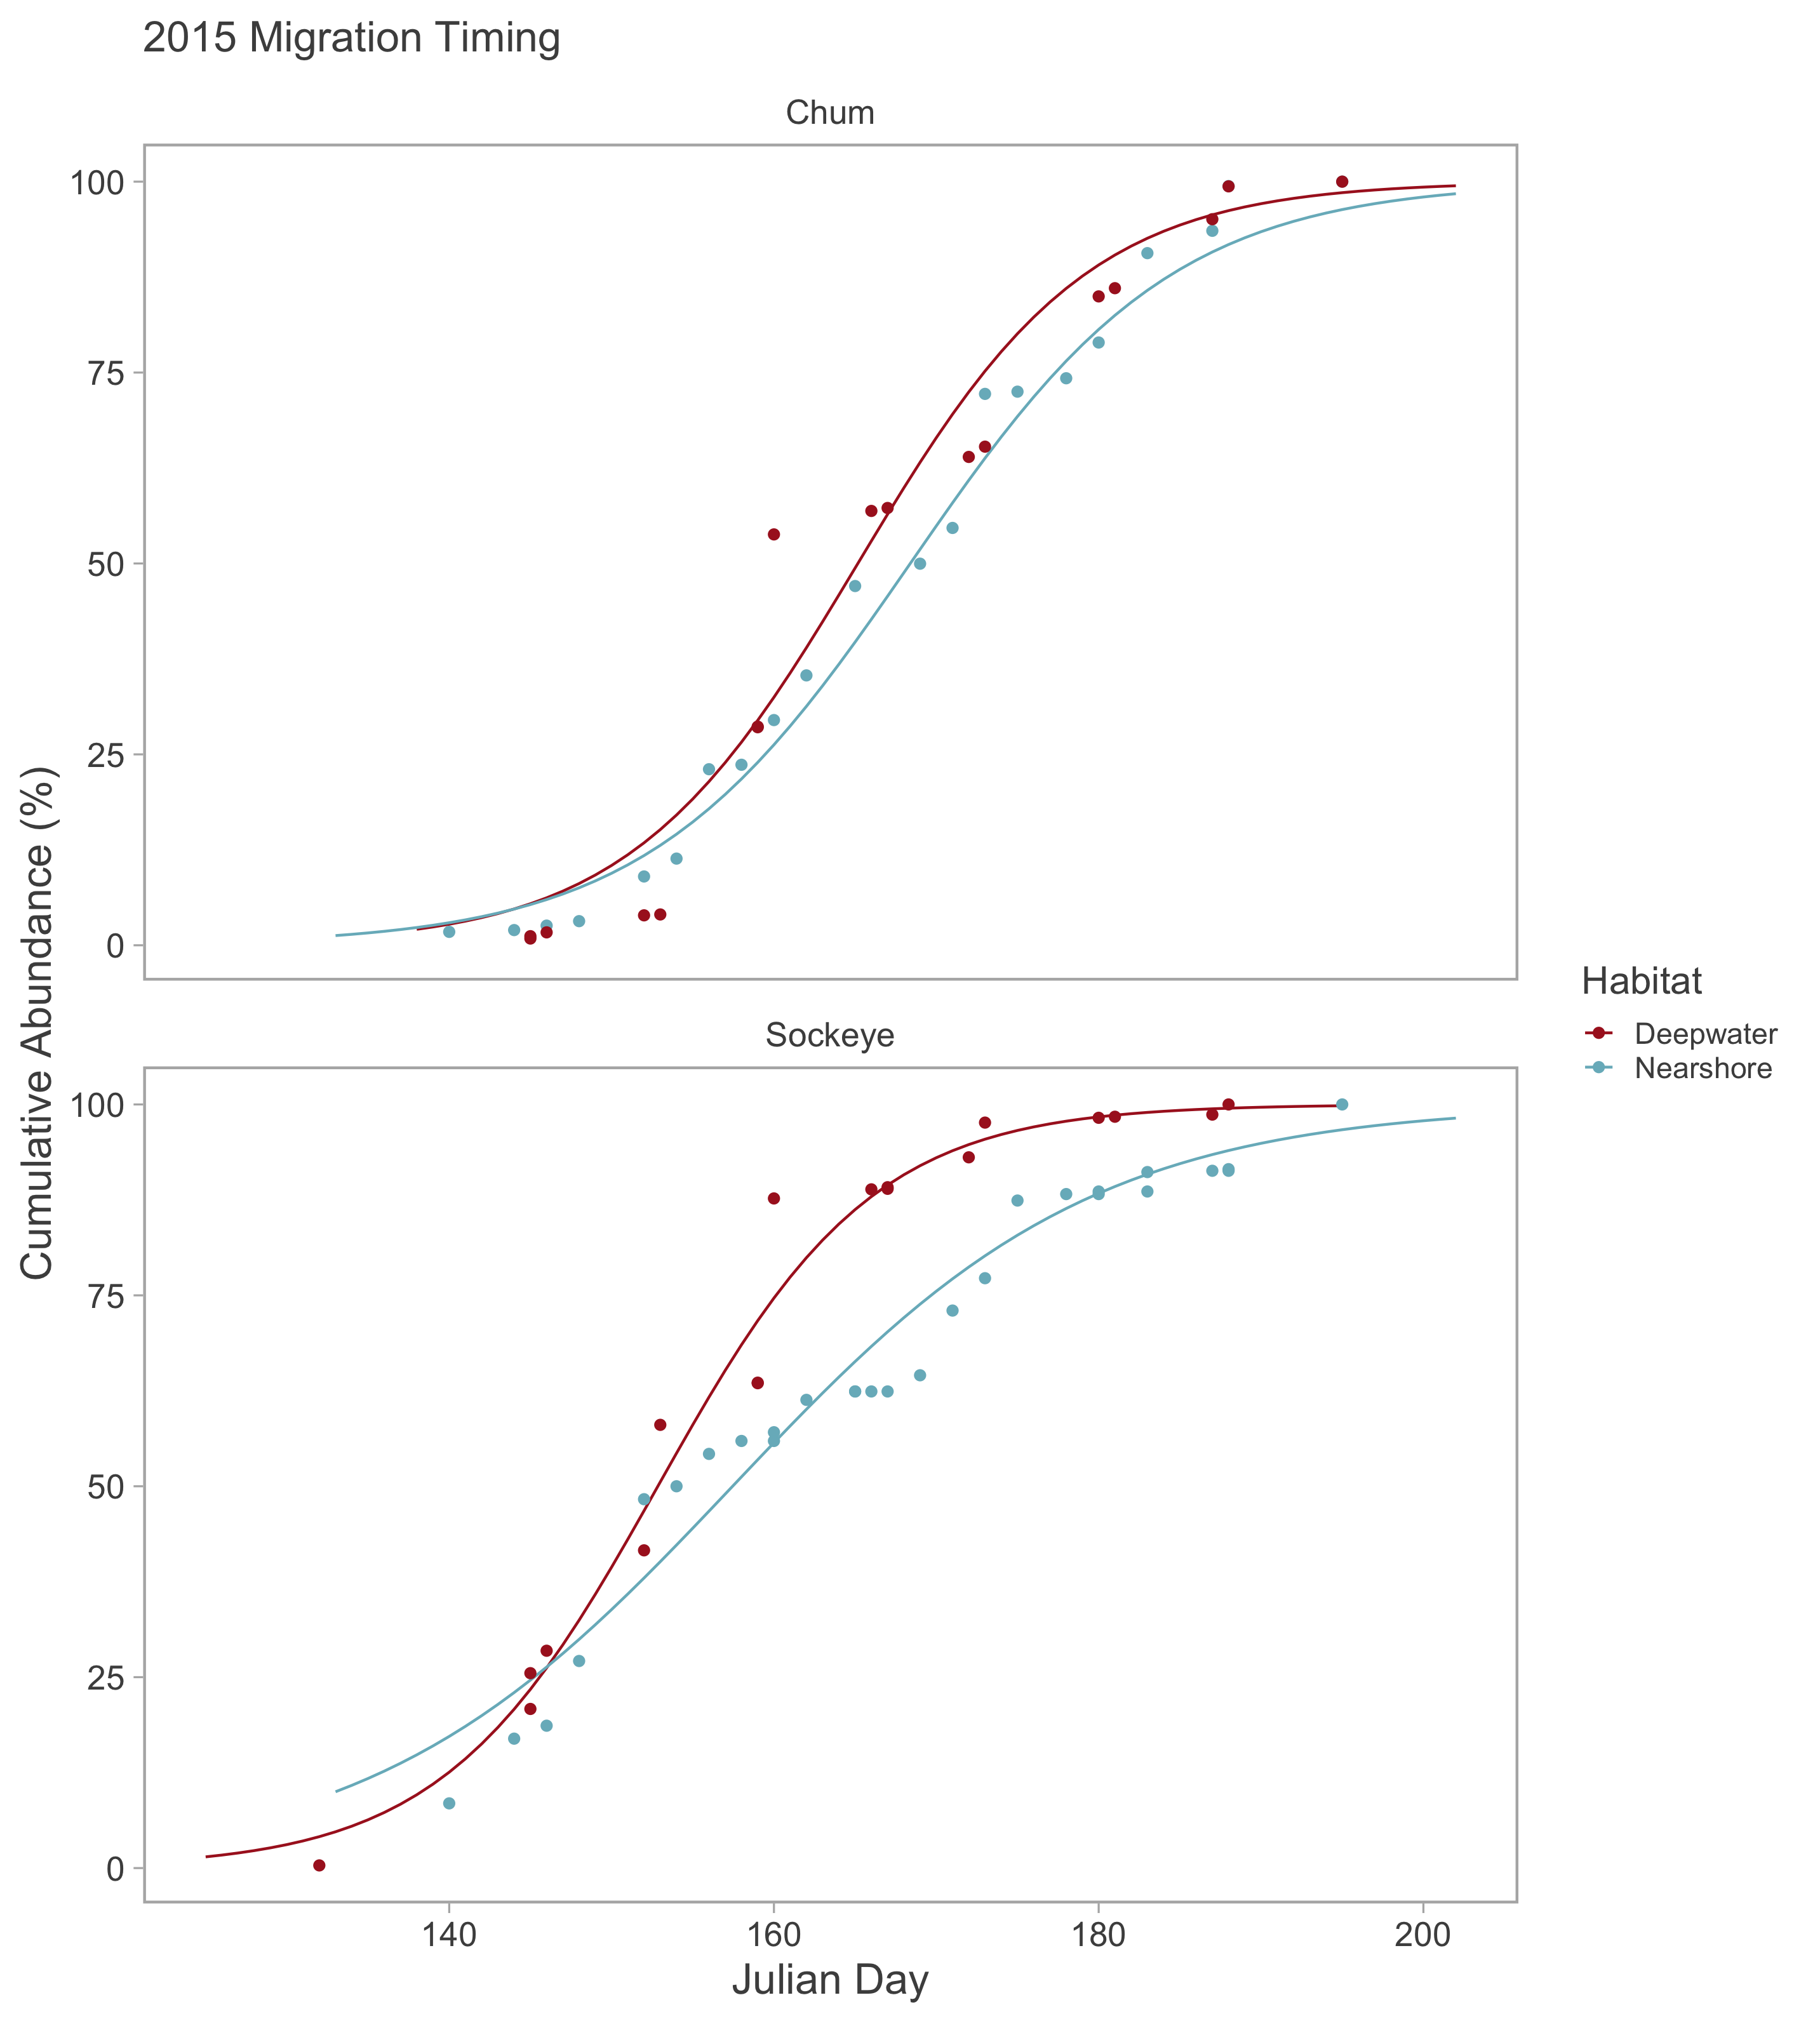 2015 Migration Timing
Chum
100
75
50
25
0
Cumulative Abundance (%)
Habitat
Deepwater
Nearshore
Sockeye
100
75
50
25
0
140 160 180 200
Julian Day